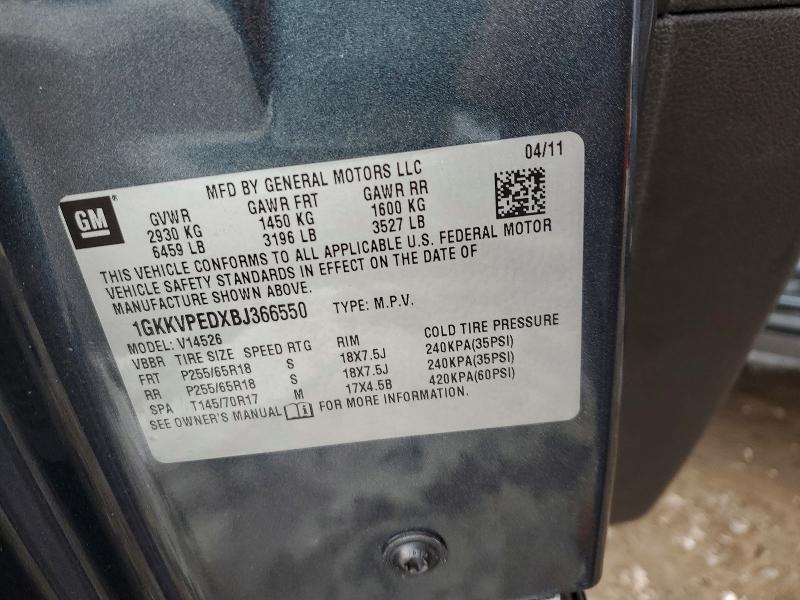 04/11
GM®
MFD BY GENERAL MOTORS LLC
GVWR GAWR FRT GAWR RR
2930 KG 1450 KG 1600 KG
6459 LB 3196 LB 3527 LB
THIS VEHICLE CONFORMS TO ALL APPLICABLE U.S. FEDERAL MOTOR
VEHICLE SAFETY STANDARDS IN EFFECT ON THE DATE OF
MANUFACTURE SHOWN ABOVE.
1GKKVPEDXBJ366550 TYPE: M.P.V.
MODEL: V14526
VBBR TIRE SIZE SPEED RTG RIM COLD TIRE PRESSURE
FRT P255/65R18 S 18X7.5J 240KPA(35PSI)
RR P255/65R18 S 18X7.5J 240KPA(35PSI)
SPA T145/70R17 M 17X4.5B 420KPA(60PSI)
SEE OWNER'S MANUAL FOR MORE INFORMATION.